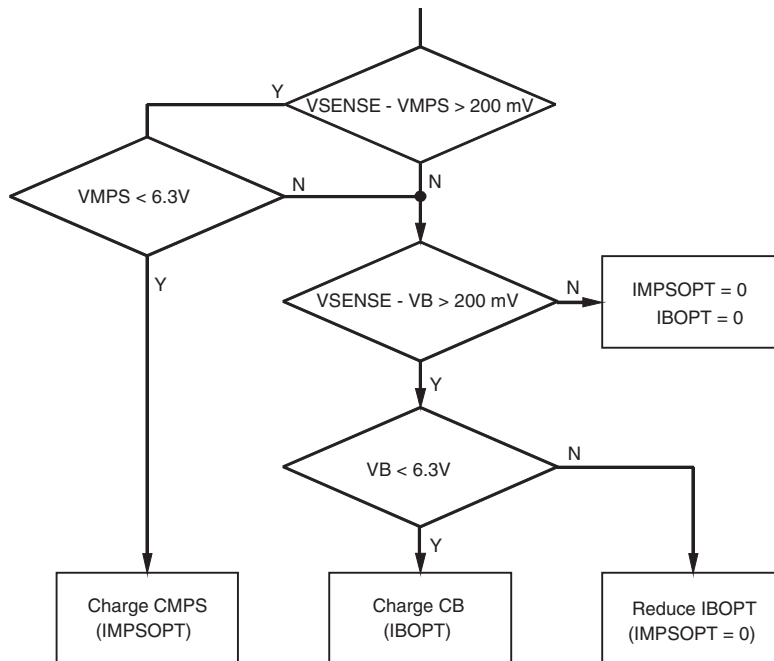 Y
VSENSE - VMPS > 200 mV
VMPS < 6.3V
N
N
Y
VSENSE - VB > 200 mV
N
IMPSOPT = 0
IBOPT = 0
Y
VB < 6.3V
N
Y
Charge CMPS
(IMPSOPT)
Charge CB
(IBOPT)
Reduce IBOPT
(IMPSOPT = 0)